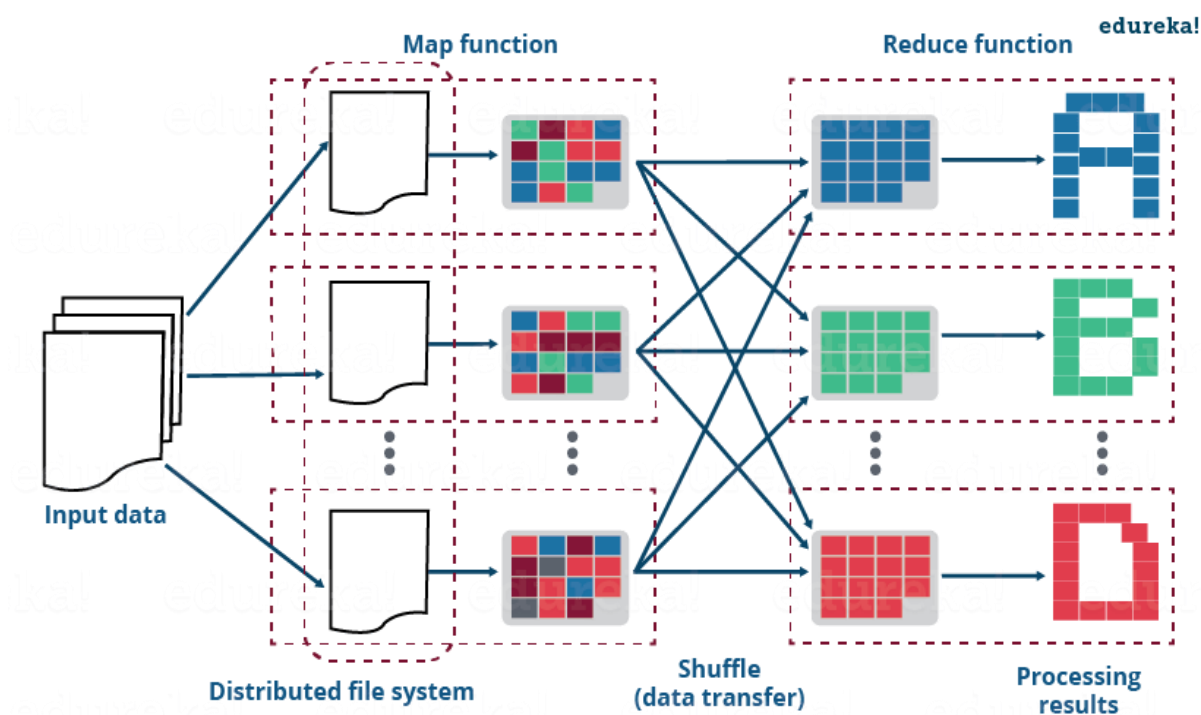 edureka!
Map function
Reduce function
Input data
Distributed file system
Shuffle
(data transfer)
Processing
results